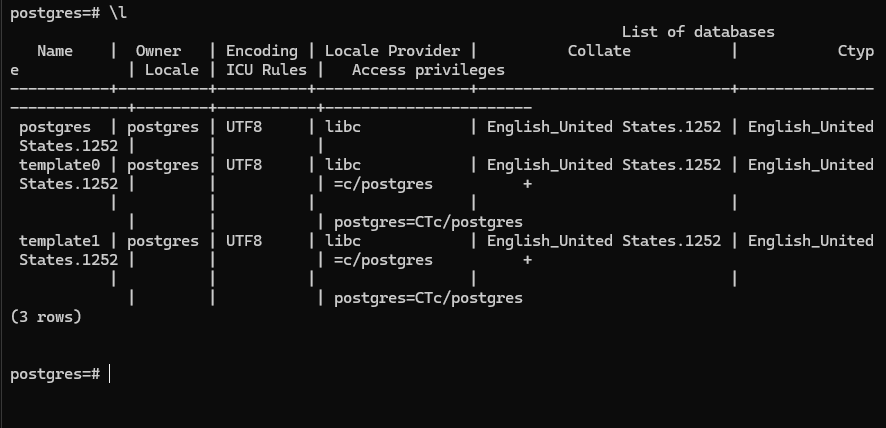 postgres=# \l
List of databases
Name | Owner | Encoding | Locale Provider | Collate | Ctyp
e | Locale | ICU Rules | Access privileges
-----------+----------+----------+-----------------+----------------------------+---------------
-------------+--------+-----------+-----------------------
postgres | postgres | UTF8 | libc | English_United States.1252 | English_United
States.1252 | | |
template0 | postgres | UTF8 | libc | English_United States.1252 | English_United
States.1252 | | | =c/postgres +
| | | | |
| | | postgres=CTc/postgres
template1 | postgres | UTF8 | libc | English_United States.1252 | English_United
States.1252 | | | =c/postgres +
| | | | |
| | | postgres=CTc/postgres
(3 rows)
postgres=#